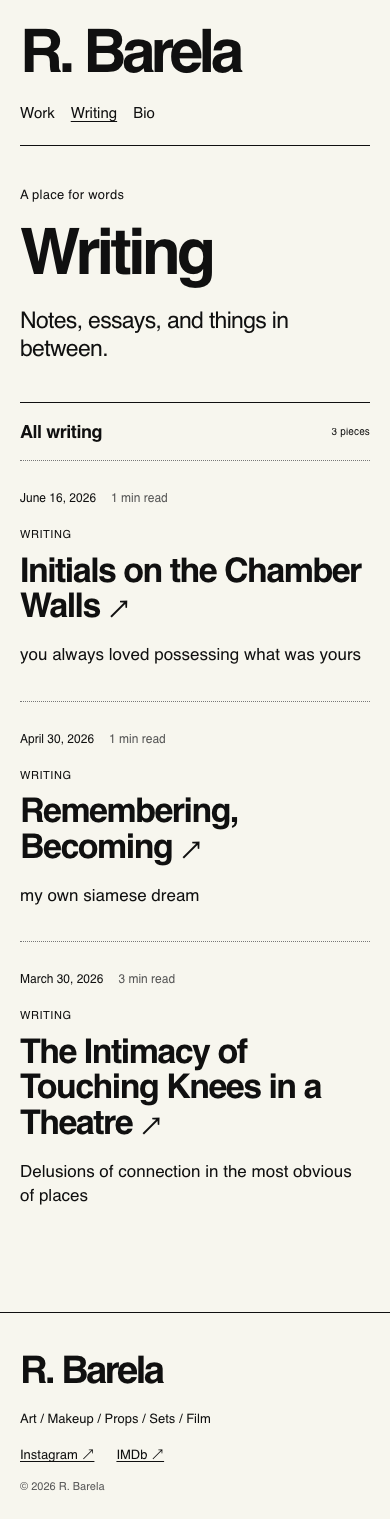 R. Barela
Work Writing Bio
A place for words
Writing
Notes, essays, and things in
between.
All writing 3 pieces
June 16, 2026 1 min read
WRITING
Initials on the Chamber
Walls ↗
you always loved possessing what was yours
April 30, 2026 1 min read
WRITING
Remembering,
Becoming ↗
my own siamese dream
March 30, 2026 3 min read
WRITING
The Intimacy of
Touching Knees in a
Theatre ↗
Delusions of connection in the most obvious
of places
R. Barela
Art / Makeup / Props / Sets / Film
Instagram ↗ IMDb ↗
© 2026 R. Barela